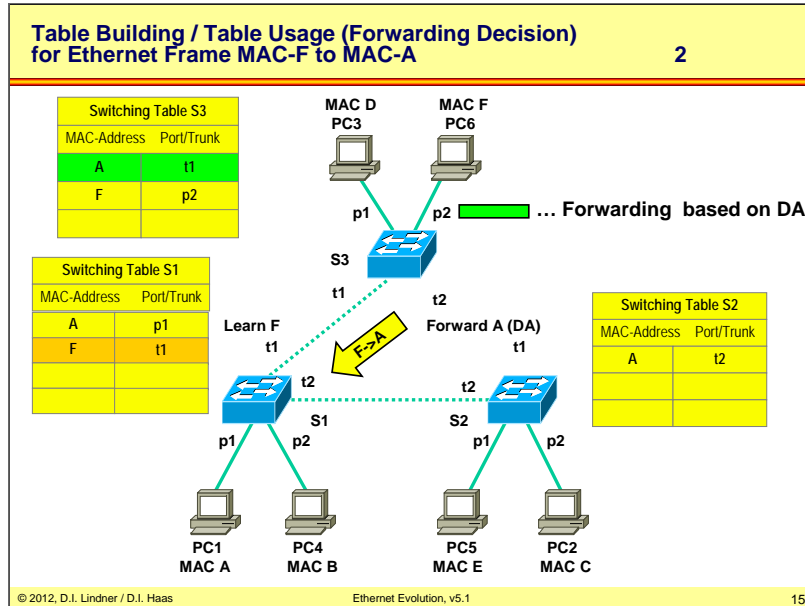 Table Building / Table Usage (Forwarding Decision)
for Ethernet Frame MAC-F to MAC-A 2
Switching Table S3
MAC-Address Port/Trunk
A t1
F p2
MAC D
PC3
MAC F
PC6
p1
p2
... Forwarding based on DA
S3
t1
t2
Switching Table S1
MAC-Address Port/Trunk
A p1
F t1
Learn F
t1
F->A
Forward A (DA)
t1
Switching Table S2
MAC-Address Port/Trunk
A t2
t2
t2
S1
S2
p1
p2
p1
p2
PC1
MAC A
PC4
MAC B
PC5
MAC E
PC2
MAC C
© 2012, D.I. Lindner / D.I. Haas
Ethernet Evolution, v5.1
15